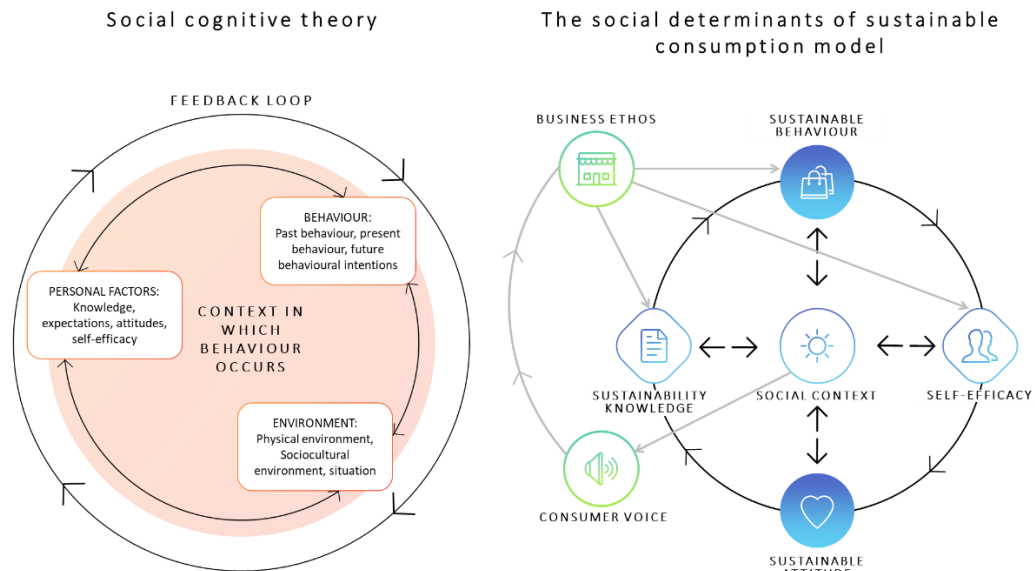 Social cognitive theory
FEEDBACK LOOP
BEHAVIOUR:
Past behaviour, present
behaviour, future
behavioural intentions
PERSONAL FACTORS:
Knowledge,
expectations, attitudes,
self-efficacy
CONTEXT IN
WHICH
BEHAVIOUR
OCCURS
ENVIRONMENT:
Physical environment,
Sociocultural
environment, situation
The social determinants of sustainable
consumption model
BUSINESS ETHOS
SUSTAINABLE
BEHAVIOUR
SUSTAINABILITY
KNOWLEDGE
SOCIAL CONTEXT
SELF-EFFICACY
CONSUMER VOICE
SUSTAINABLE
ATTITUDE